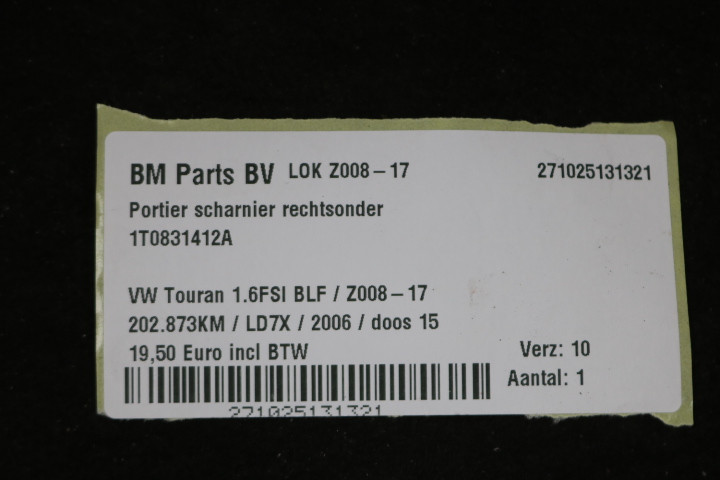 BM Parts BV LOK Z008-17 271025131321
Portier scharnier rechtsonder
1T0831412A
VW Touran 1.6FSI BLF / Z008-17
202.873KM / LD7X / 2006 / doos 15
19,50 Euro incl BTW Verz: 10
Aantal: 1
271025131321